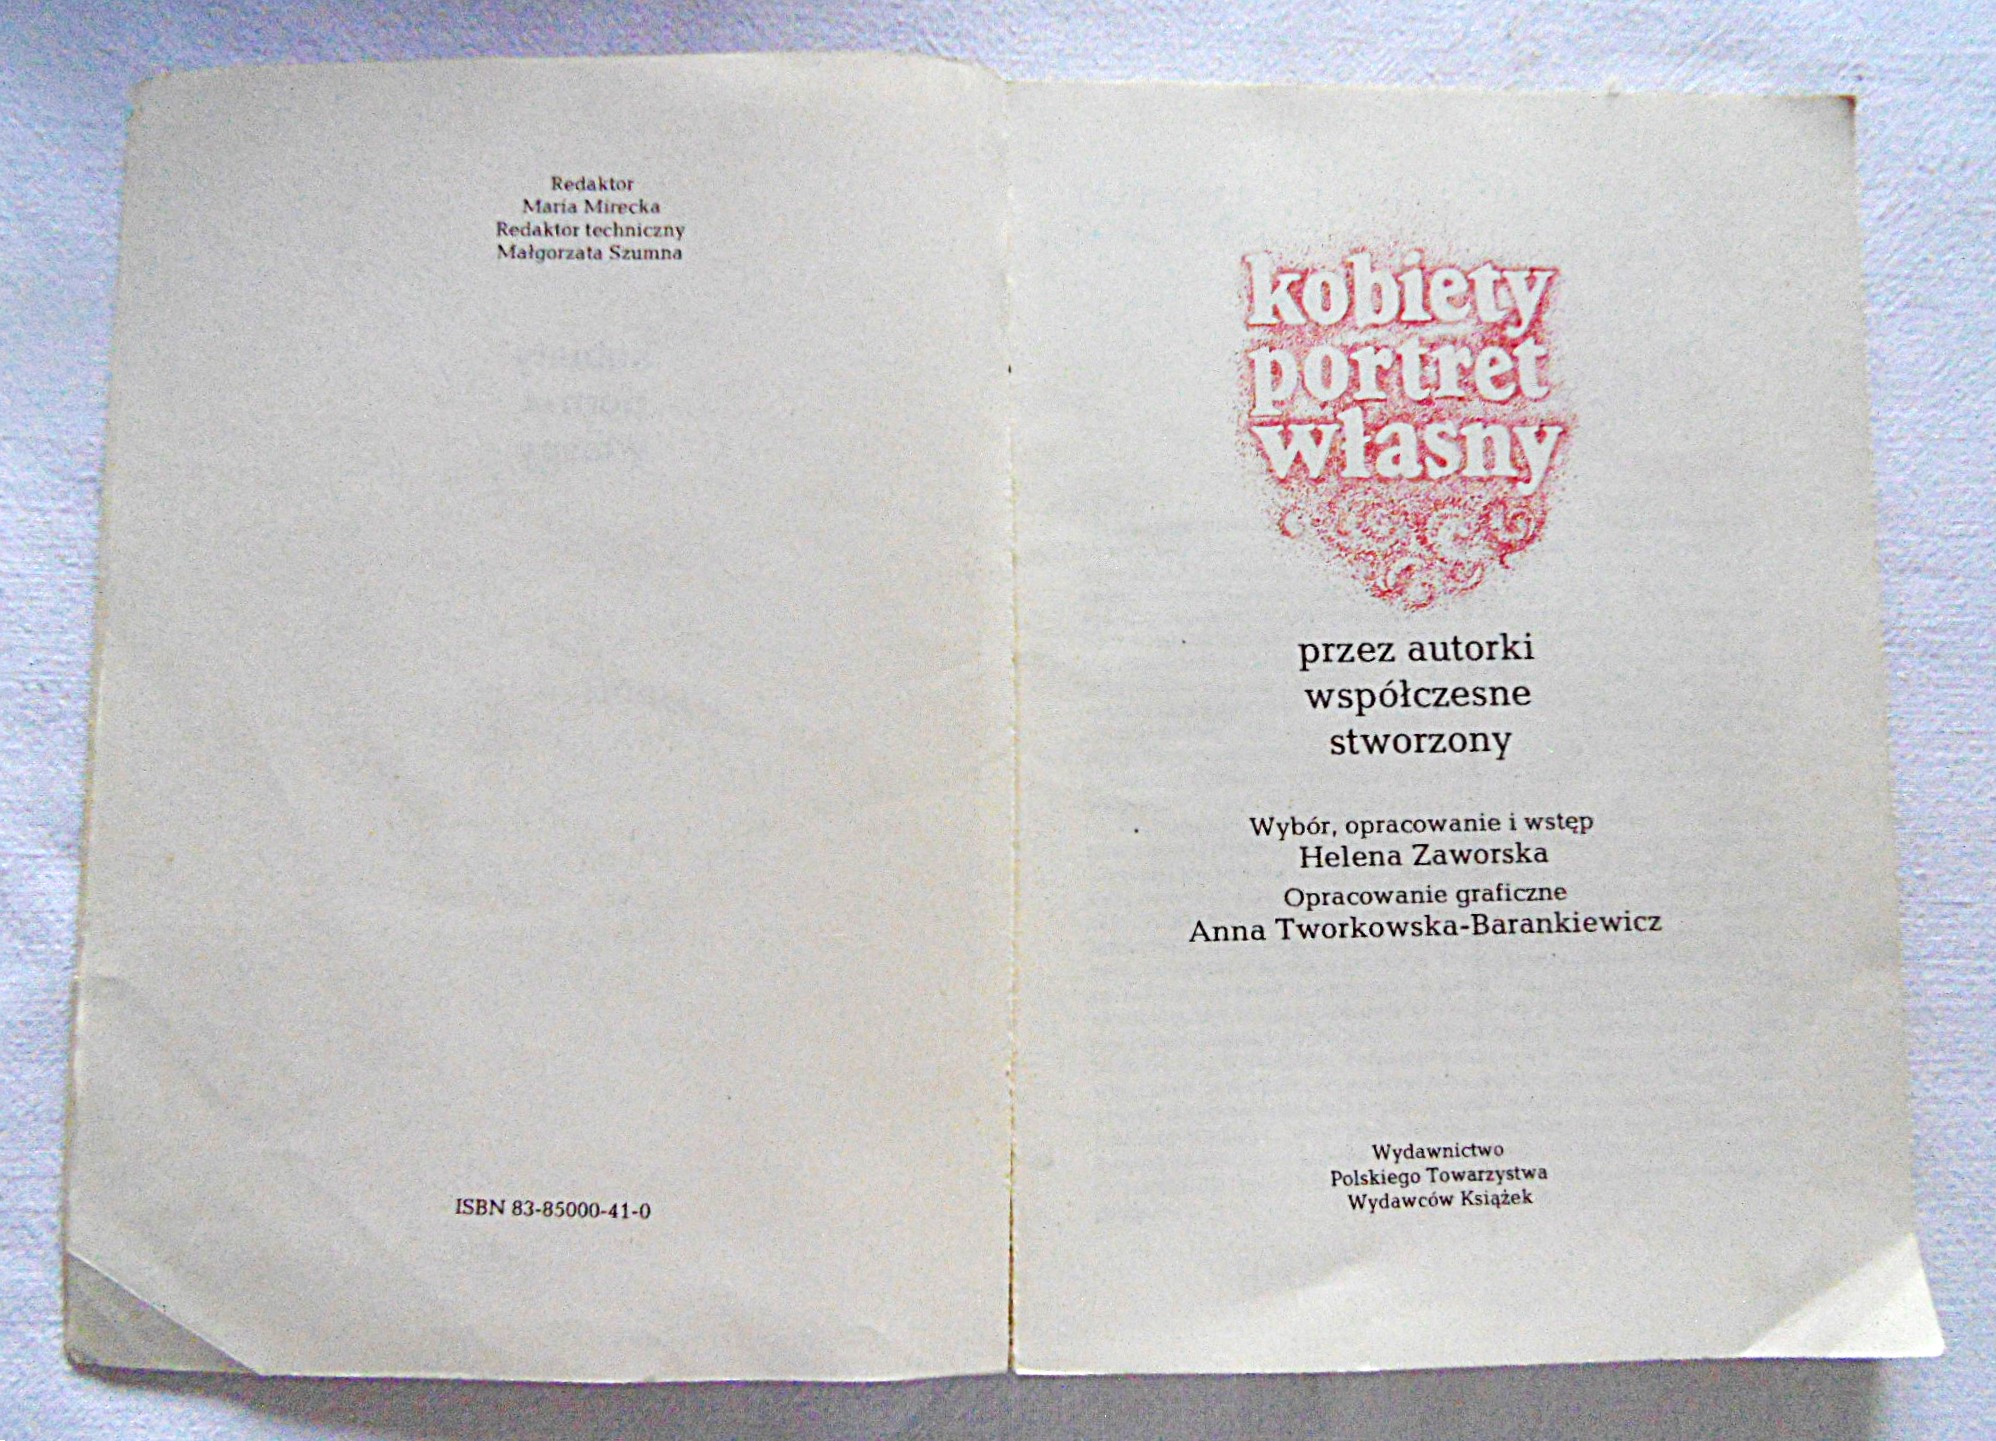 Redaktor
Maria Mirecka
Redaktor techniczny
Małgorzata Szumna
ISBN 83-85000-41-0
kobiety
portret
własny
przez autorki
współczesne
stworzony
Wybór, opracowanie i wstęp
Helena Zaworska
Opracowanie graficzne
Anna Tworkowska-Barankiewicz
Wydawnictwo
Polskiego Towarzystwa
Wydawców Książek